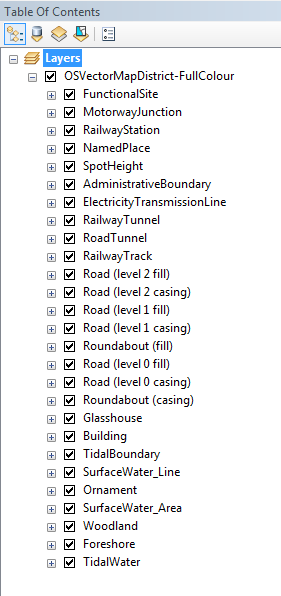 Table Of Contents
Layers
OSVectorMapDistrict-FullColour
FunctionalSite
MotorwayJunction
RailwayStation
NamedPlace
SpotHeight
AdministrativeBoundary
ElectricityTransmissionLine
RailwayTunnel
RoadTunnel
RailwayTrack
Road (level 2 fill)
Road (level 2 casing)
Road (level 1 fill)
Road (level 1 casing)
Roundabout (fill)
Road (level 0 fill)
Road (level 0 casing)
Roundabout (casing)
Glasshouse
Building
TidalBoundary
SurfaceWater_Line
Ornament
SurfaceWater_Area
Woodland
Foreshore
TidalWater